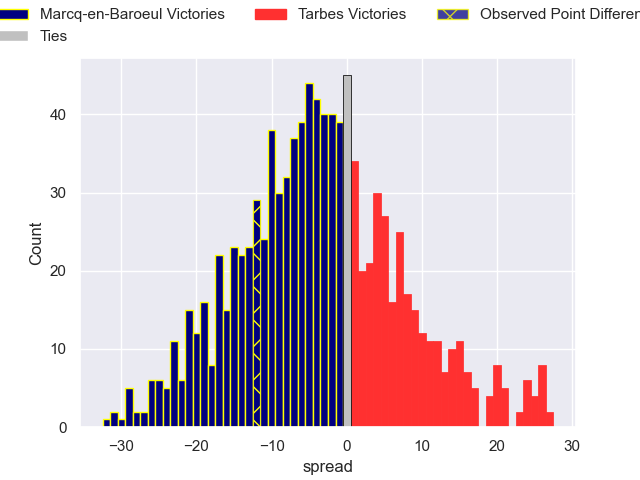 Marcq-en-Baroeul Victories
Tarbes Victories
Observed Point Differen
Ties
Count
40
30
20
10
0
−30
−20
−10
0
10
20
30
spread